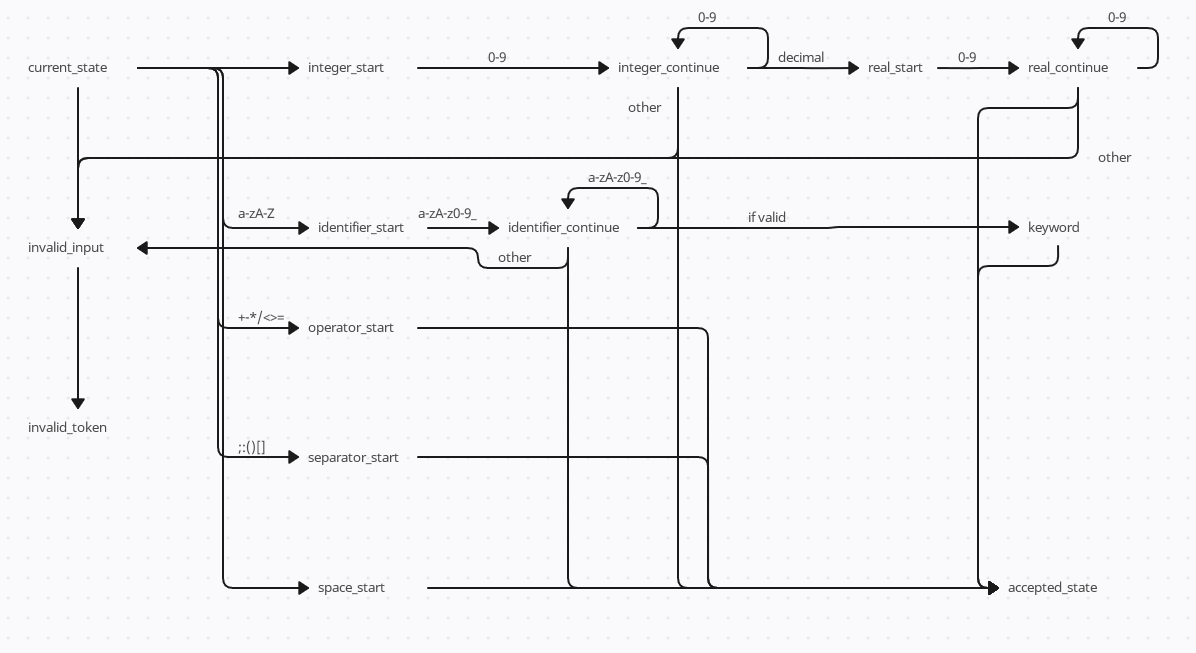 0-9
0-9
current_state
integer_start
0-9
integer_continue
decimal
real_start
0-9
real_continue
other
other
a-zA-Z
identifier_start
a-zA-z0-9_
identifier_continue
a-zA-z0-9_
if valid
keyword
invalid_input
other
+-*/<>=
operator_start
invalid_token
;:()[]
separator_start
space_start
accepted_state